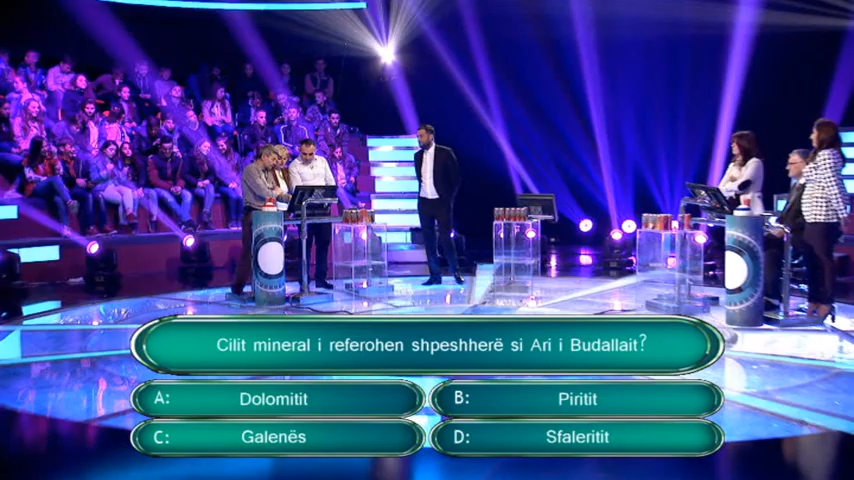 Cilit mineral i referohen shpeshherë si Ari i Budallait?
A: Dolomitit
B: Piritit
C: Galenës
D: Sfaleritit